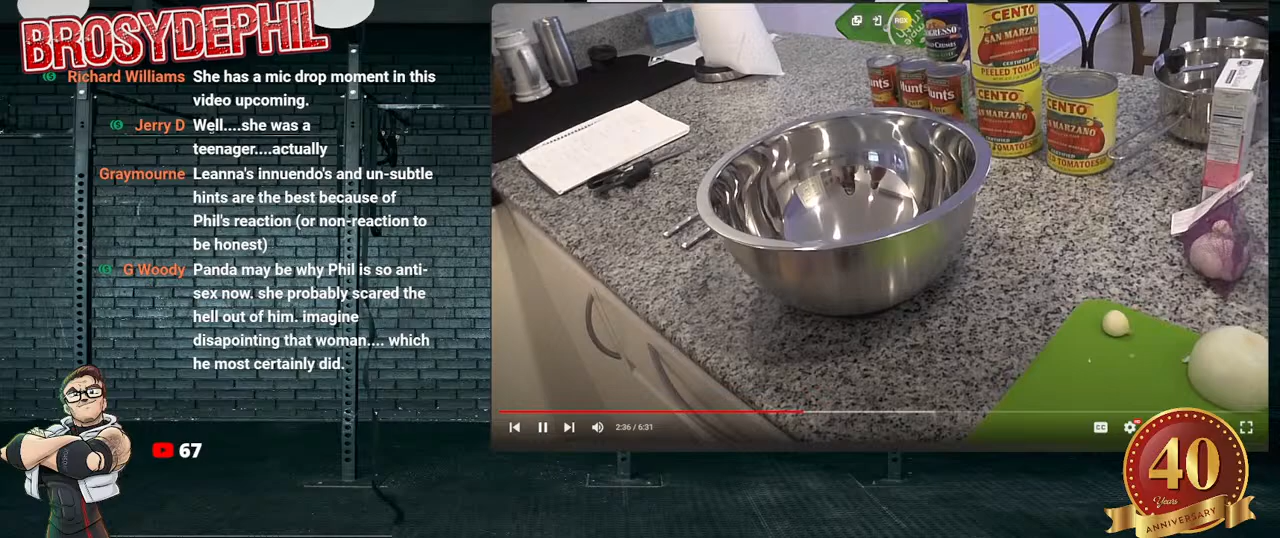 BROSYDEPHIL
Richard Williams She has a mic drop moment in this
video upcoming.
Jerry D Well....she was a
teenager....actually
Graymourne Leanna's innuendo's and un-subtle
hints are the best because of
Phil's reaction (or non-reaction to
be honest)
G Woody Panda may be why Phil is so anti-
sex now. she probably scared the
hell out of him. imagine
disapointing that woman.... which
he most certainly did.
67
CENTO
SAN MARZANO
PEELED TOMATO
Hunt's
CENTO
CENTO
SAN MARZANO
CERTIFIED
2:36 / 6:31
CC
40
Years
ANNIVERSARY